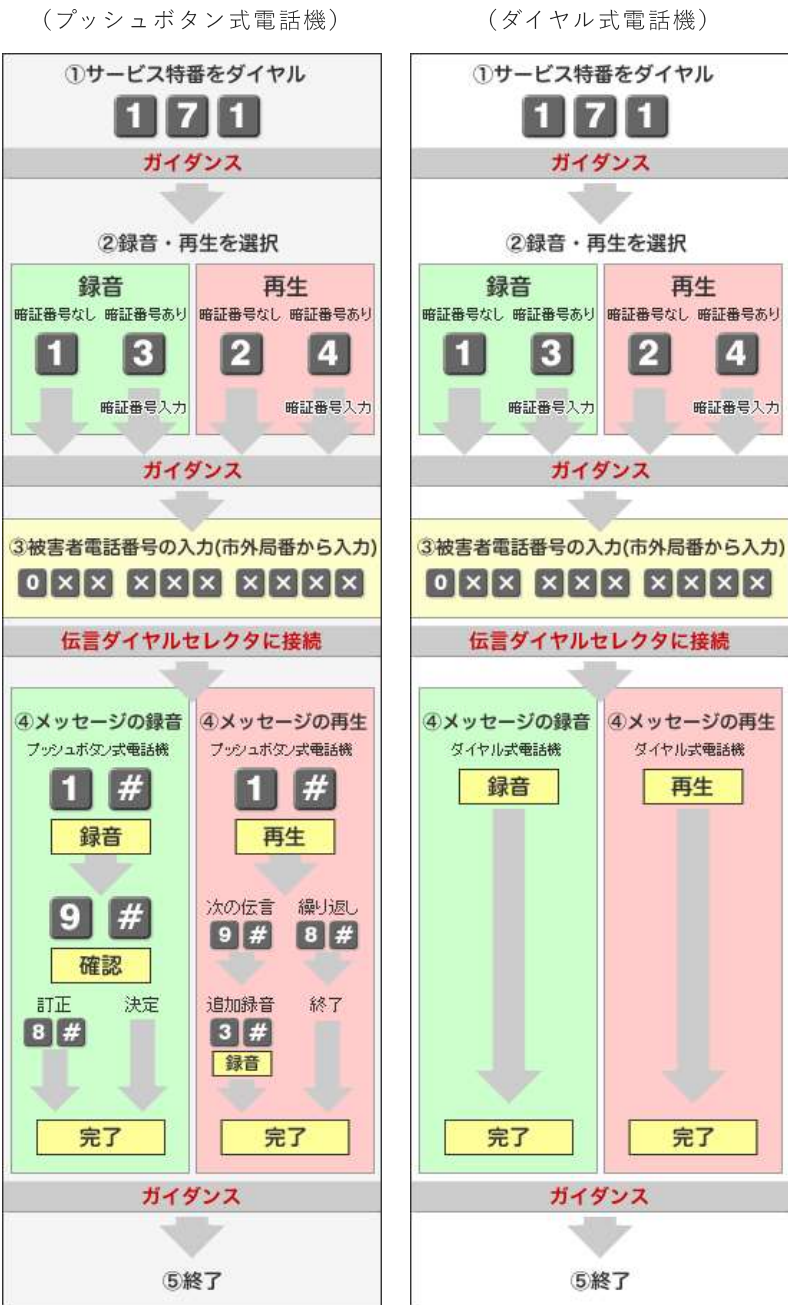 (プッシュボタン式電話機)
①サービス特番をダイヤル
1 7 1
ガイダンス
②録音・再生を選択
録音 再生
暗証番号なし 暗証番号あり 暗証番号なし 暗証番号あり
1 3 2 4
暗証番号入力 暗証番号入力
ガイダンス
③被害者電話番号の入力(市外局番から入力)
0 × × × × × × × × ×
伝言ダイヤルセレクタに接続
④メッセージの録音
プッシュボタン式電話機
1 #
録音
9 #
確認
訂正 決定
8 #
完了
④メッセージの再生
プッシュボタン式電話機
1 #
再生
次の伝言 繰り返し
9 # 8 #
追加録音 終了
3 #
録音
完了
ガイダンス
⑤終了
(ダイヤル式電話機)
①サービス特番をダイヤル
1 7 1
ガイダンス
②録音・再生を選択
録音 再生
暗証番号なし 暗証番号あり 暗証番号なし 暗証番号あり
1 3 2 4
暗証番号入力 暗証番号入力
ガイダンス
③被害者電話番号の入力(市外局番から入力)
0 × × × × × × × × ×
伝言ダイヤルセレクタに接続
④メッセージの録音
ダイヤル式電話機
録音
完了
④メッセージの再生
ダイヤル式電話機
再生
完了
ガイダンス
⑤終了